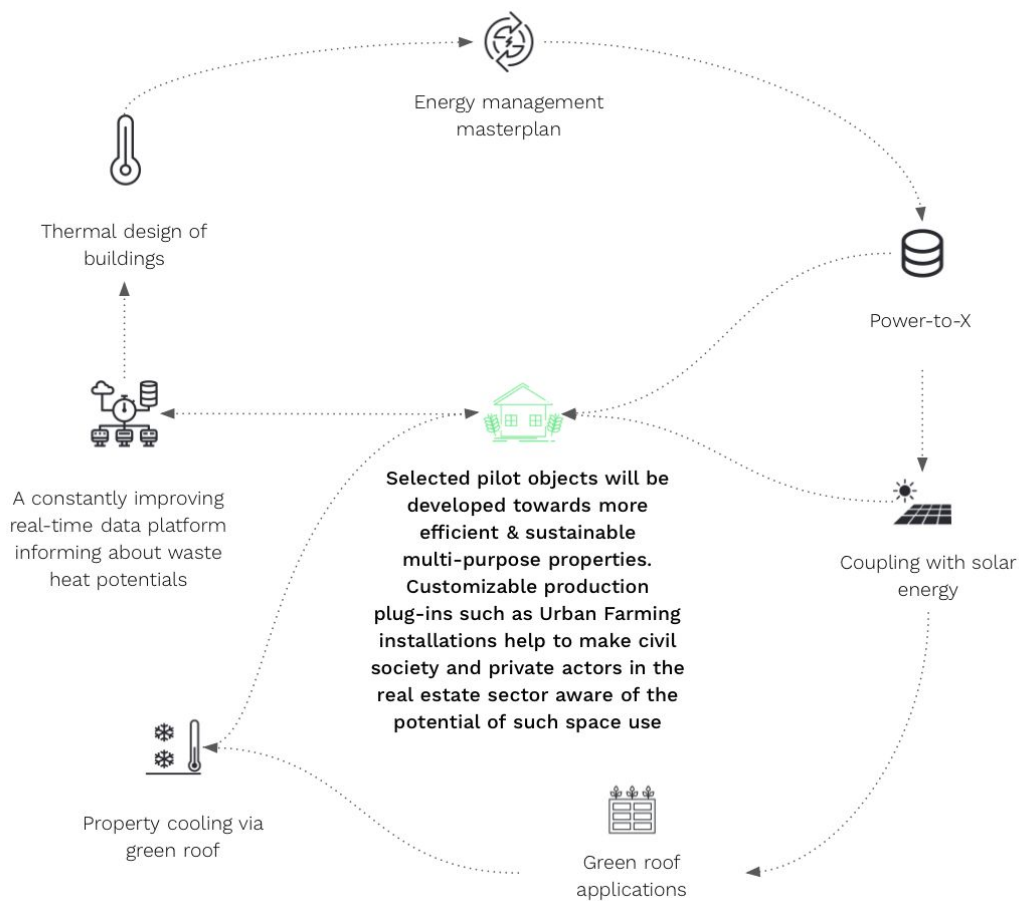 Energy management
masterplan
Thermal design of
buildings
Power-to-X
A constantly improving
real-time data platform
informing about waste
heat potentials
Selected pilot objects will be
developed towards more
efficient & sustainable
multi-purpose properties.
Customizable production
plug-ins such as Urban Farming
installations help to make civil
society and private actors in the
real estate sector aware of the
potential of such space use
Coupling with solar
energy
Property cooling via
green roof
Green roof
applications